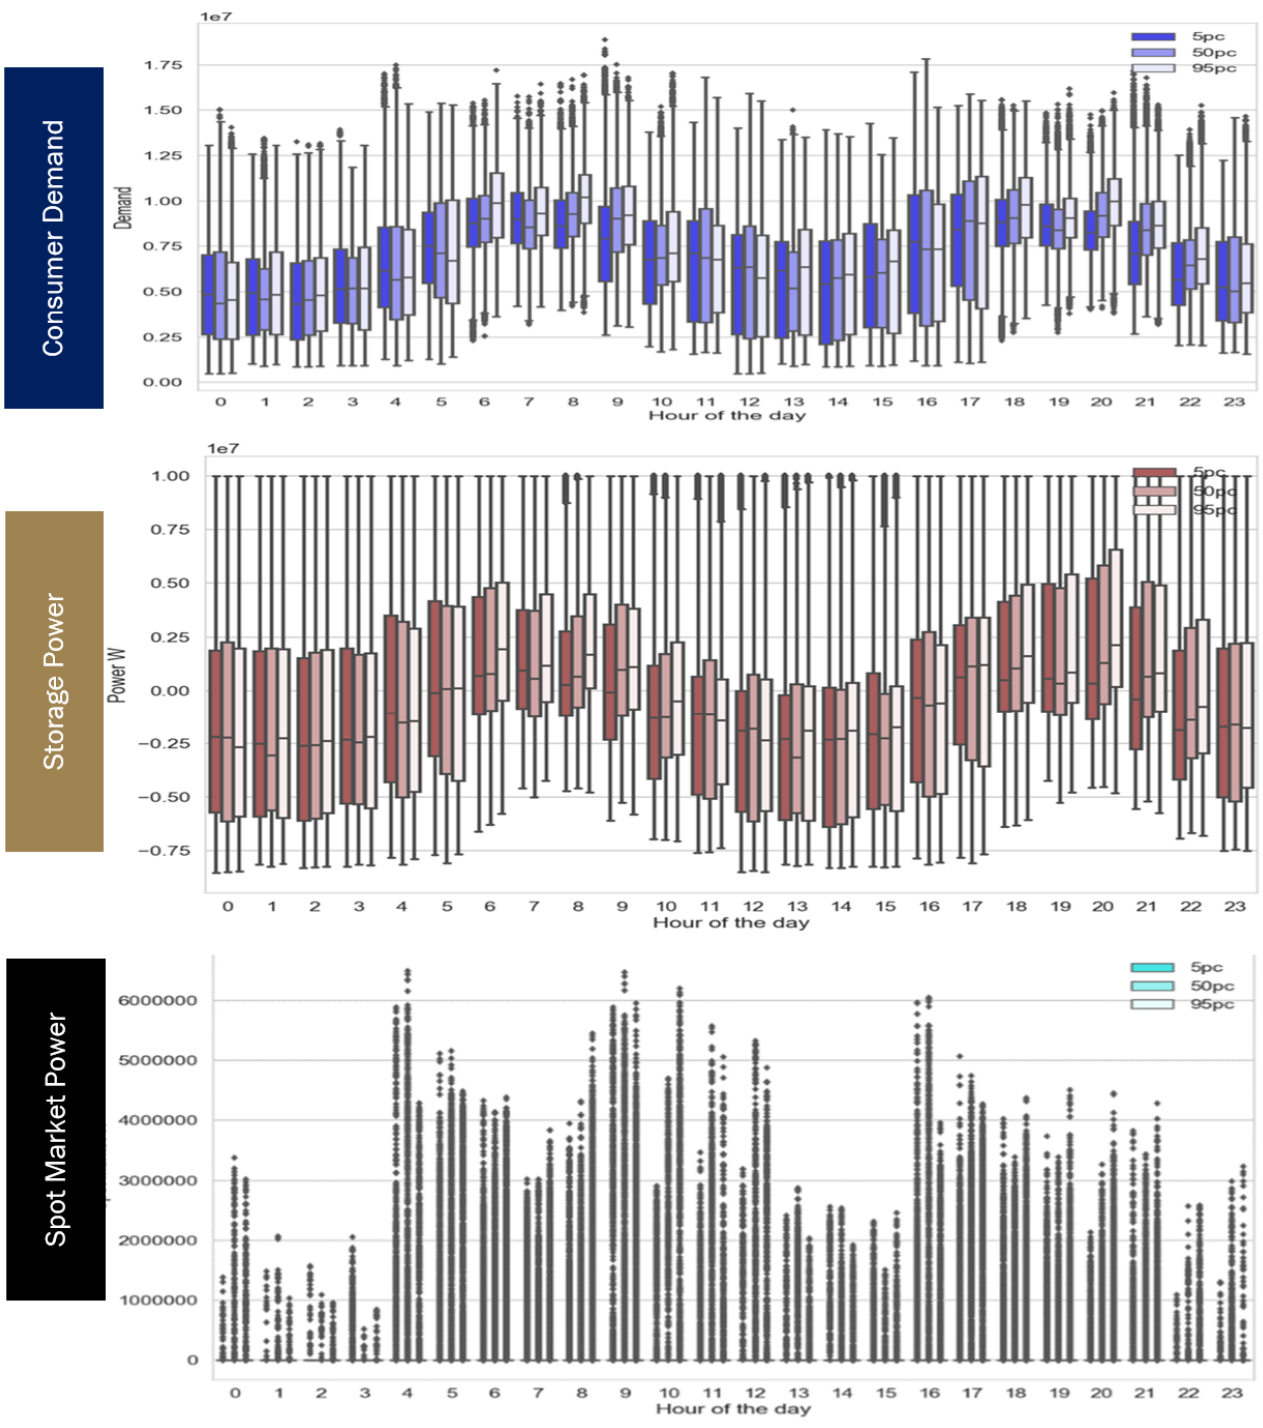 Consumer Demand
1e7
Demand
1.75
1.50
1.25
1.00
0.75
0.50
0.25
0.00
5pc
50pc
95pc
0 1 2 3 4 5 6 7 8 9 10 11 12 13 14 15 16 17 18 19 20 21 22 23
Hour of the day
Storage Power
1e7
Power W
1.00
0.75
0.50
0.25
0.00
−0.25
−0.50
−0.75
5pc
50pc
95pc
0 1 2 3 4 5 6 7 8 9 10 11 12 13 14 15 16 17 18 19 20 21 22 23
Hour of the day
Spot Market Power
6000000
5000000
4000000
3000000
2000000
1000000
0
5pc
50pc
95pc
0 1 2 3 4 5 6 7 8 9 10 11 12 13 14 15 16 17 18 19 20 21 22 23
Hour of the day